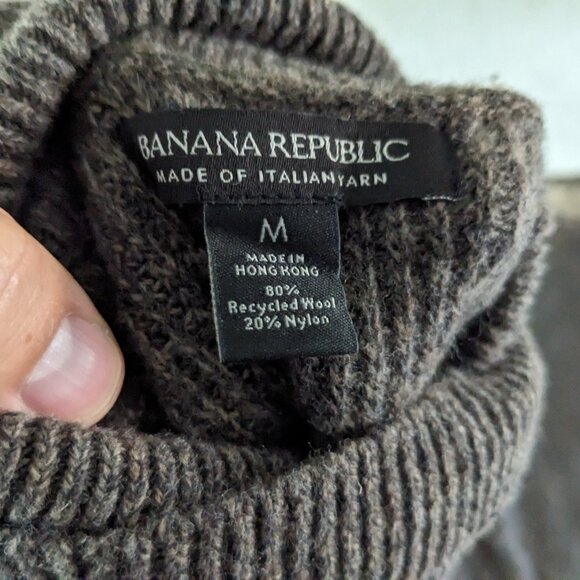 BANANA REPUBLIC
MADE OF ITALIAN YARN
M
MADE IN
HONG KONG
80%
Recycled Wool
20% Nylon